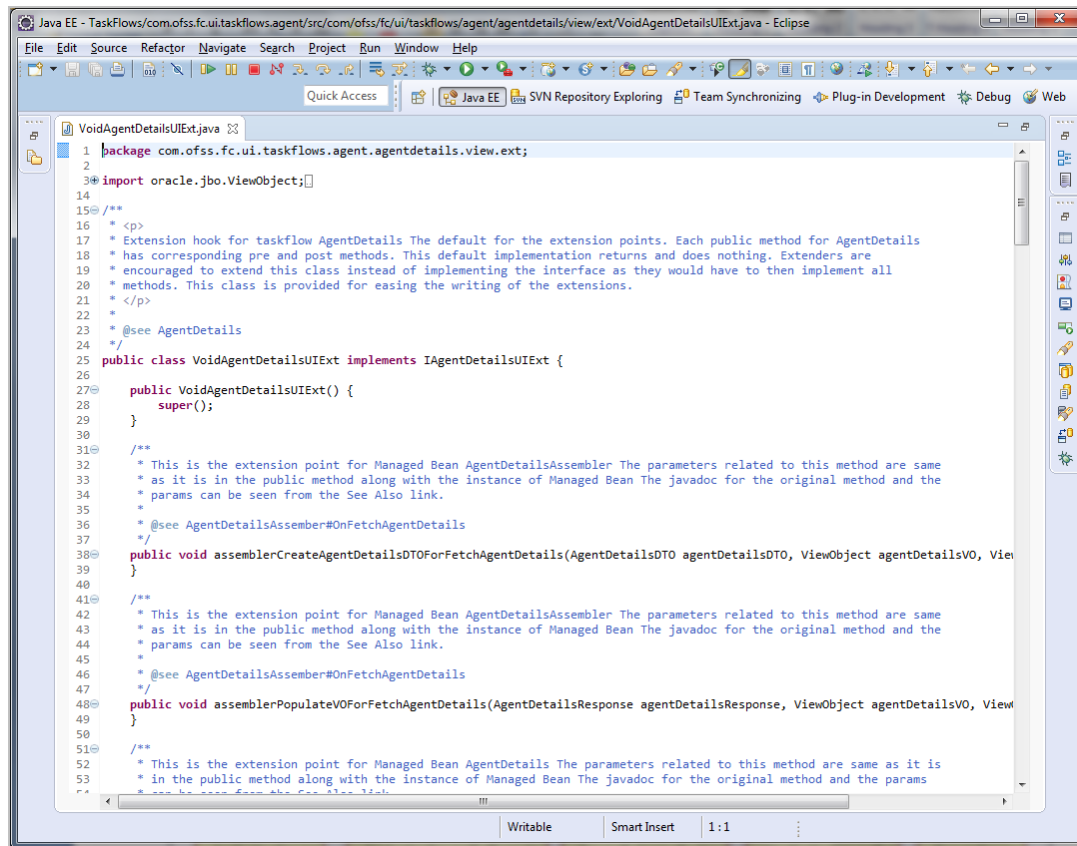 Java EE - TaskFlows/com.ofss.fc.ui.taskflows.agent/src/com/ofss/fc/ui/taskflows/agent/agentdetails/view/ext/VoidAgentDetailsUIExt.java - Eclipse
File Edit Source Refactor Navigate Search Project Run Window Help
Quick Access Java EE SVN Repository Exploring Team Synchronizing Plug-in Development Debug Web
VoidAgentDetailsUIExt.java
1 package com.ofss.fc.ui.taskflows.agent.agentdetails.view.ext;
2
3 import oracle.jbo.ViewObject;
14
15 /**
16 * <p>
17 * Extension hook for taskflow AgentDetails The default for the extension points. Each public method for AgentDetails
18 * has corresponding pre and post methods. This default implementation returns and does nothing. Extenders are
19 * encouraged to extend this class instead of implementing the interface as they would have to then implement all
20 * methods. This class is provided for easing the writing of the extensions.
21 * </p>
22 *
23 * @see AgentDetails
24 */
25 public class VoidAgentDetailsUIExt implements IAgentDetailsUIExt {
26
27 public VoidAgentDetailsUIExt() {
28 super();
29 }
30
31 /**
32 * This is the extension point for Managed Bean AgentDetailsAssembler The parameters related to this method are same
33 * as it is in the public method along with the instance of Managed Bean The javadoc for the original method and the
34 * params can be seen from the See Also link.
35 *
36 * @see AgentDetailsAssember#OnFetchAgentDetails
37 */
38 public void assemblerCreateAgentDetailsDTOForFetchAgentDetails(AgentDetailsDTO agentDetailsDTO, ViewObject agentDetailsVO, View
39 }
40
41 /**
42 * This is the extension point for Managed Bean AgentDetailsAssembler The parameters related to this method are same
43 * as it is in the public method along with the instance of Managed Bean The javadoc for the original method and the
44 * params can be seen from the See Also link.
45 *
46 * @see AgentDetailsAssember#OnFetchAgentDetails
47 */
48 public void assemblerPopulateVOForFetchAgentDetails(AgentDetailsResponse agentDetailsResponse, ViewObject agentDetailsVO, View
49 }
50
51 /**
52 * This is the extension point for Managed Bean AgentDetails The parameters related to this method are same as it is
53 * in the public method along with the instance of Managed Bean The javadoc for the original method and the params
Writable Smart Insert 1 : 1